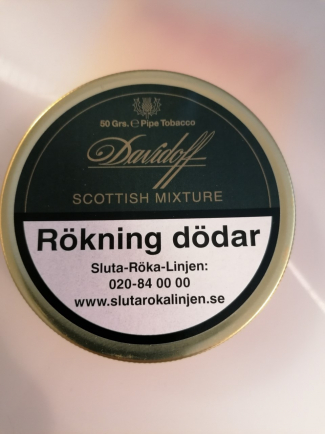 50 Grs. ℮ Pipe Tobacco
Davidoff
SCOTTISH MIXTURE
Rökning dödar
Sluta-Röka-Linjen:
020-84 00 00
www.slutarokalinjen.se